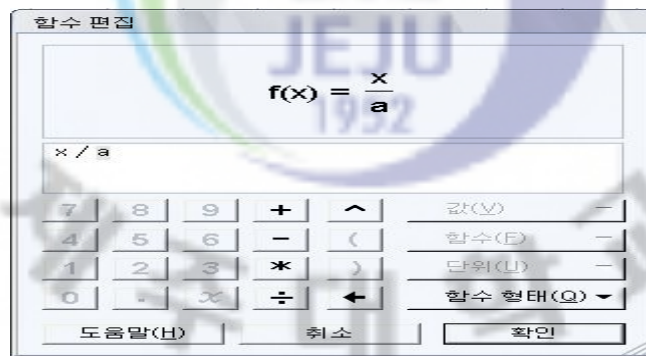 함수 편집
JEJU
1952
f(x) = x/a
x / a
7 8 9 + ^ 값(V)
4 5 6 - ( 함수(F)
1 2 3 * ) 단위(U)
0 . x ÷ ← 함수 형태(Q)
도움말(H) 취소 확인